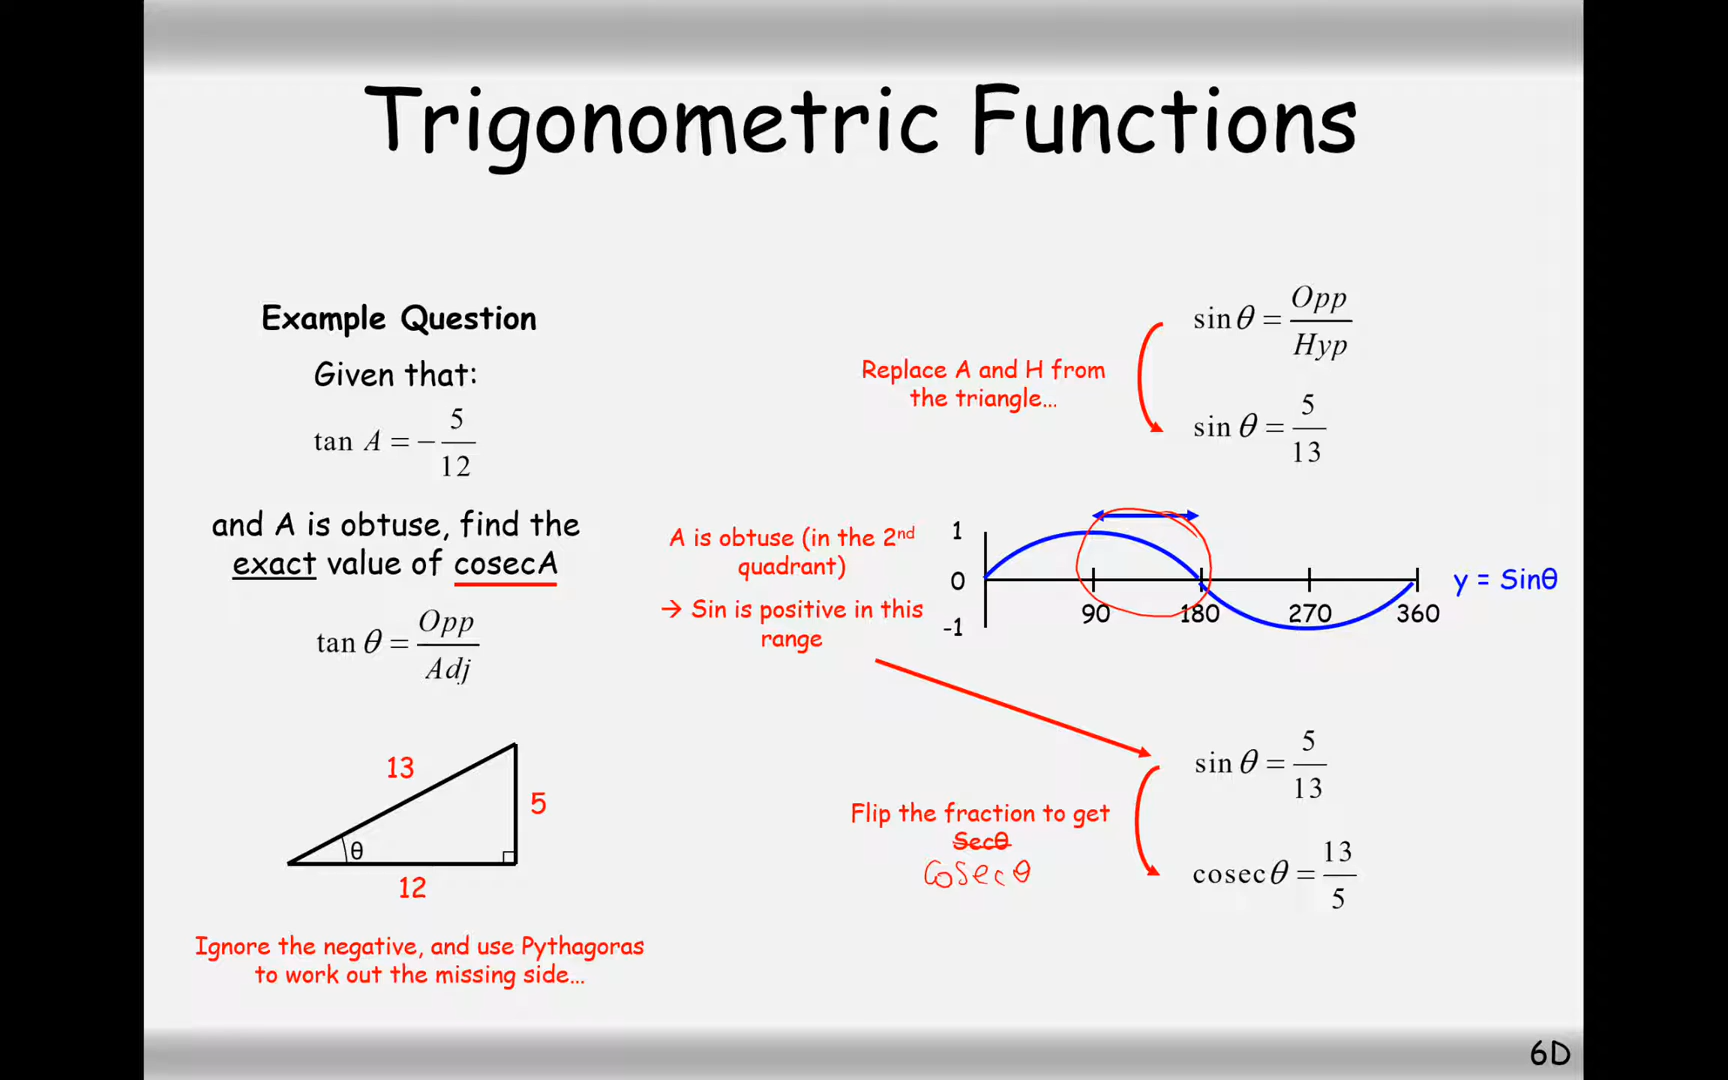 Trigonometric Functions
Example Question
Given that:
tan A = − 5/12
and A is obtuse, find the
exact value of cosecA
tan θ = Opp/Adj
13
5
θ
12
Ignore the negative, and use Pythagoras
to work out the missing side...
sin θ = Opp/Hyp
Replace A and H from
the triangle...
sin θ = 5/13
A is obtuse (in the 2nd
quadrant)
→ Sin is positive in this
range
1
0
-1
90 180 270 360
y = Sinθ
sin θ = 5/13
Flip the fraction to get
Secθ
Cosec θ
cosec θ = 13/5
6D